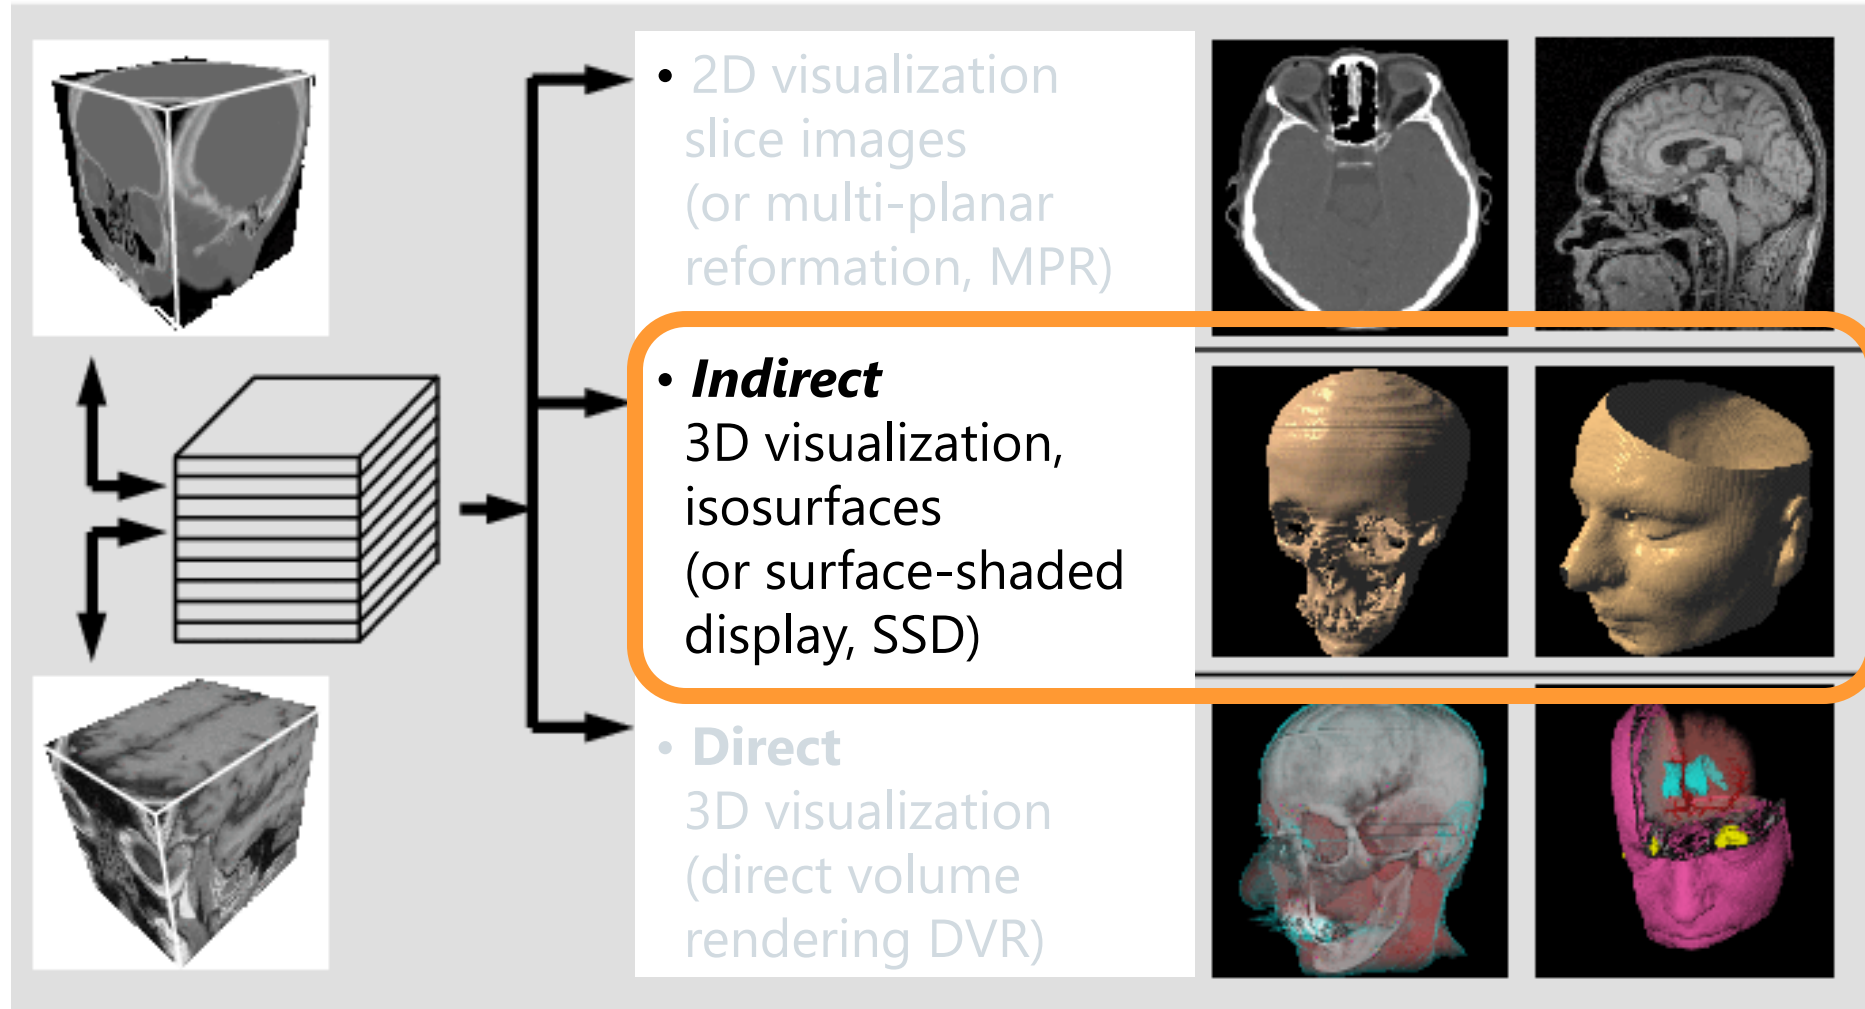 • 2D visualization
slice images
(or multi-planar
reformation, MPR)
• Indirect
3D visualization,
isosurfaces
(or surface-shaded
display, SSD)
• Direct
3D visualization
(direct volume
rendering DVR)